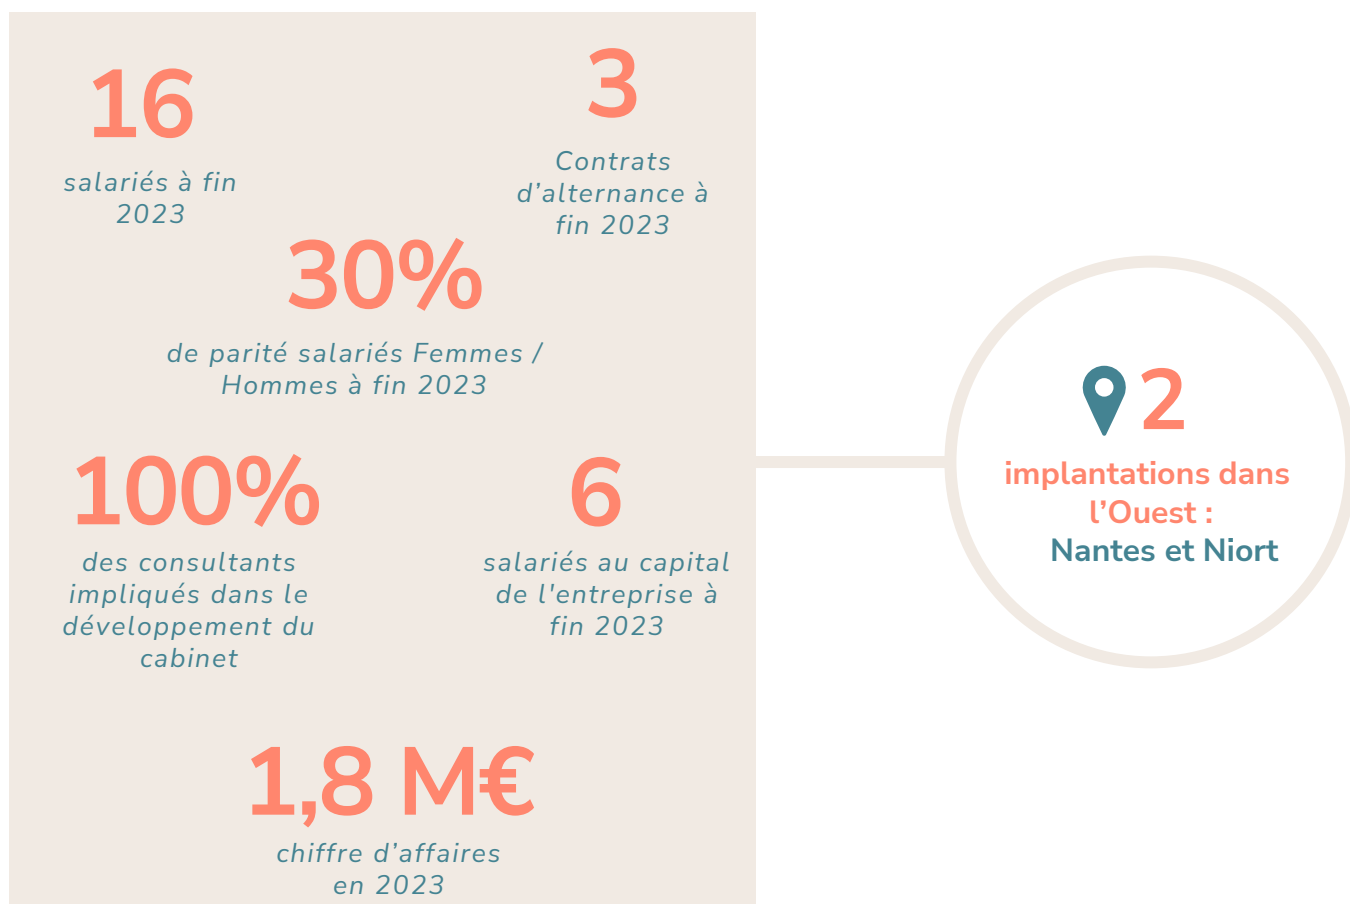 16
salariés à fin
2023
3
Contrats
d’alternance à
fin 2023
30%
de parité salariés Femmes /
Hommes à fin 2023
100%
des consultants
impliqués dans le
développement du
cabinet
6
salariés au capital
de l'entreprise à
fin 2023
1,8 M€
chiffre d’affaires
en 2023
2
implantations dans
l’Ouest :
Nantes et Niort